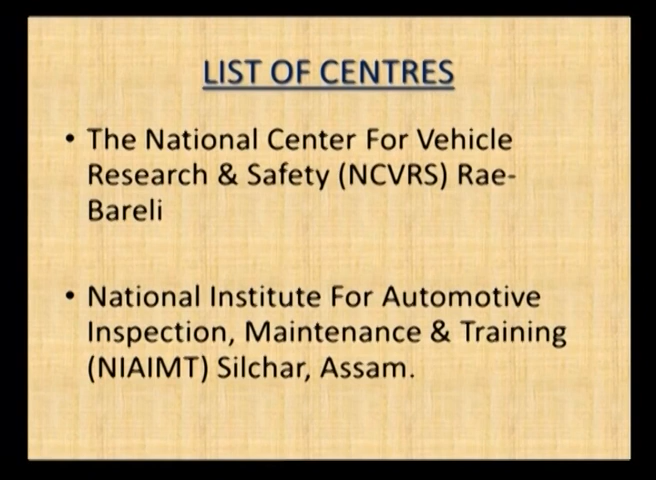 LIST OF CENTRES
• The National Center For Vehicle
Research & Safety (NCVRS) Rae-
Bareli
• National Institute For Automotive
Inspection, Maintenance & Training
(NIAIMT) Silchar, Assam.